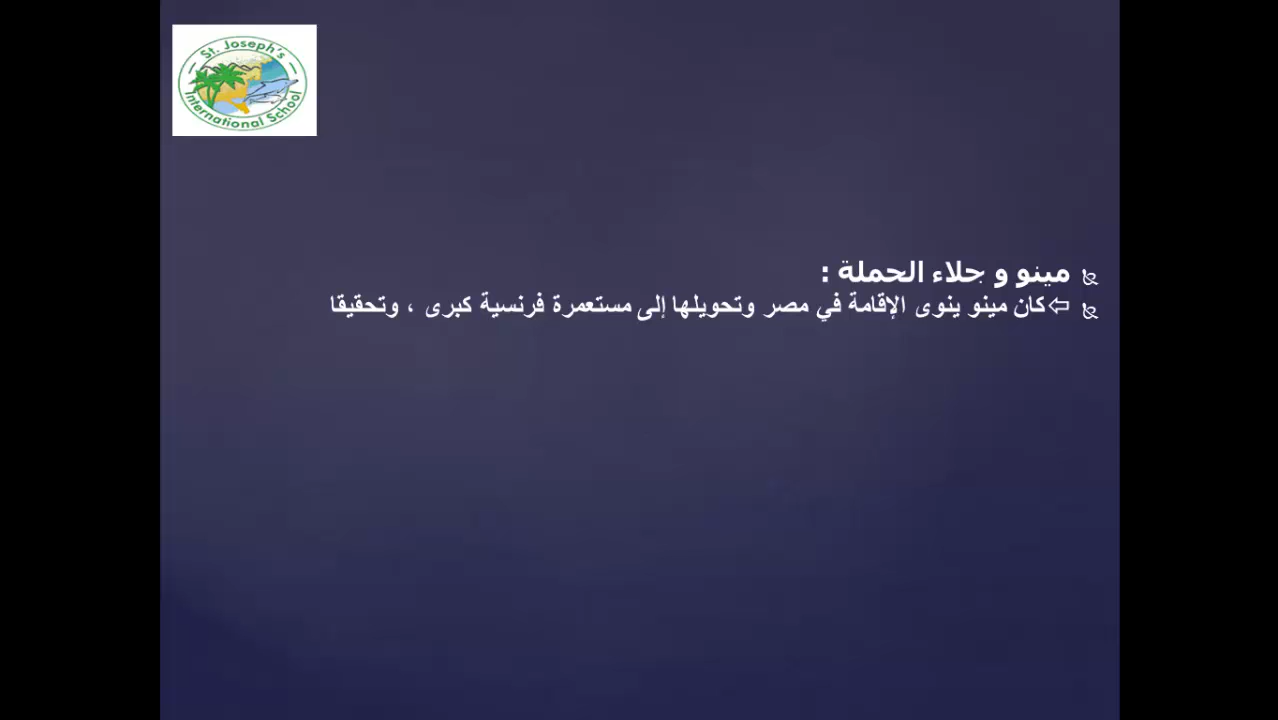 St. Joseph's
International School
مينو و جلاء الحملة :
⇦كان مينو ينوى الإقامة في مصر وتحويلها إلى مستعمرة فرنسية كبرى ، وتحقيقا